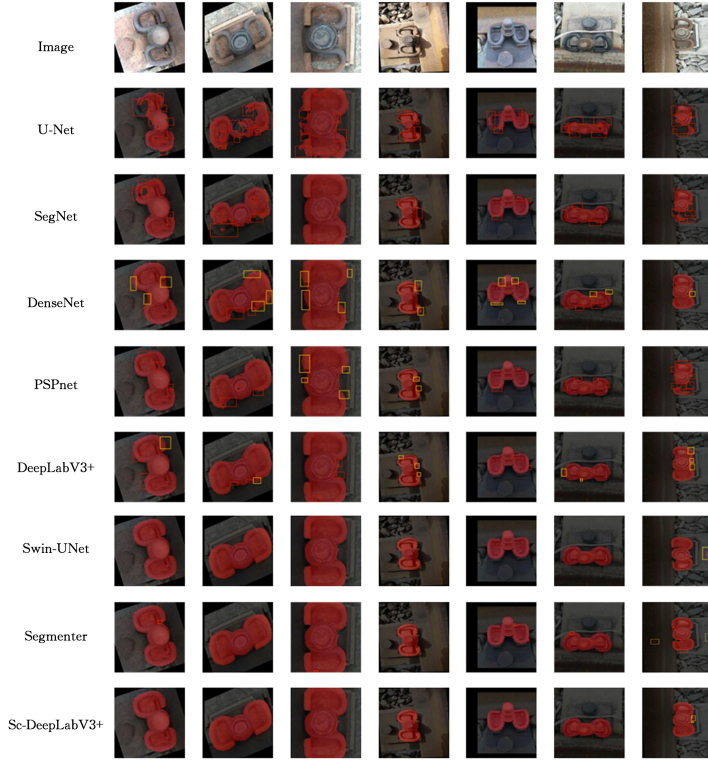 Image
U-Net
SegNet
DenseNet
PSPnet
DeepLabV3+
Swin-UNet
Segmenter
Sc-DeepLabV3+